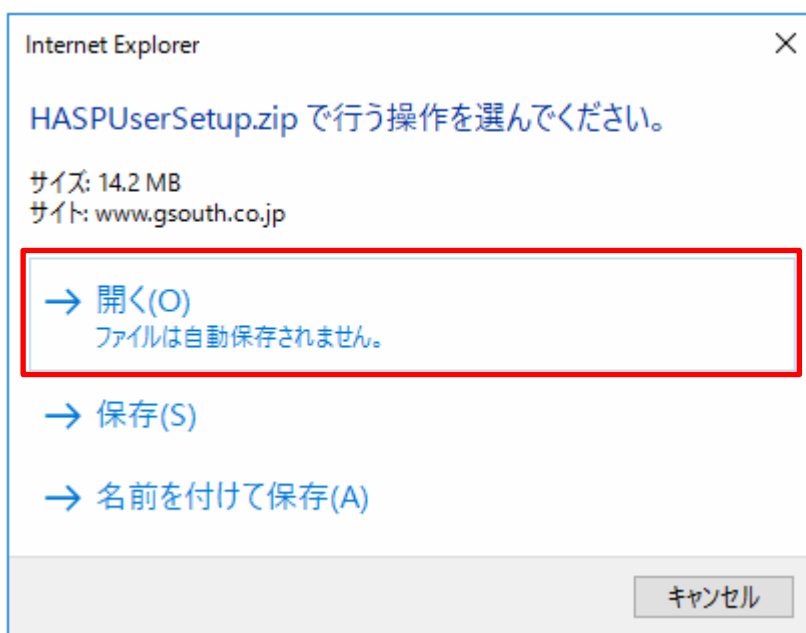 Internet Explorer
HASPUserSetup.zip で行う操作を選んでください。
サイズ: 14.2 MB
サイト: www.gsouth.co.jp
→ 開く(O)
ファイルは自動保存されません。
→ 保存(S)
→ 名前を付けて保存(A)
キャンセル